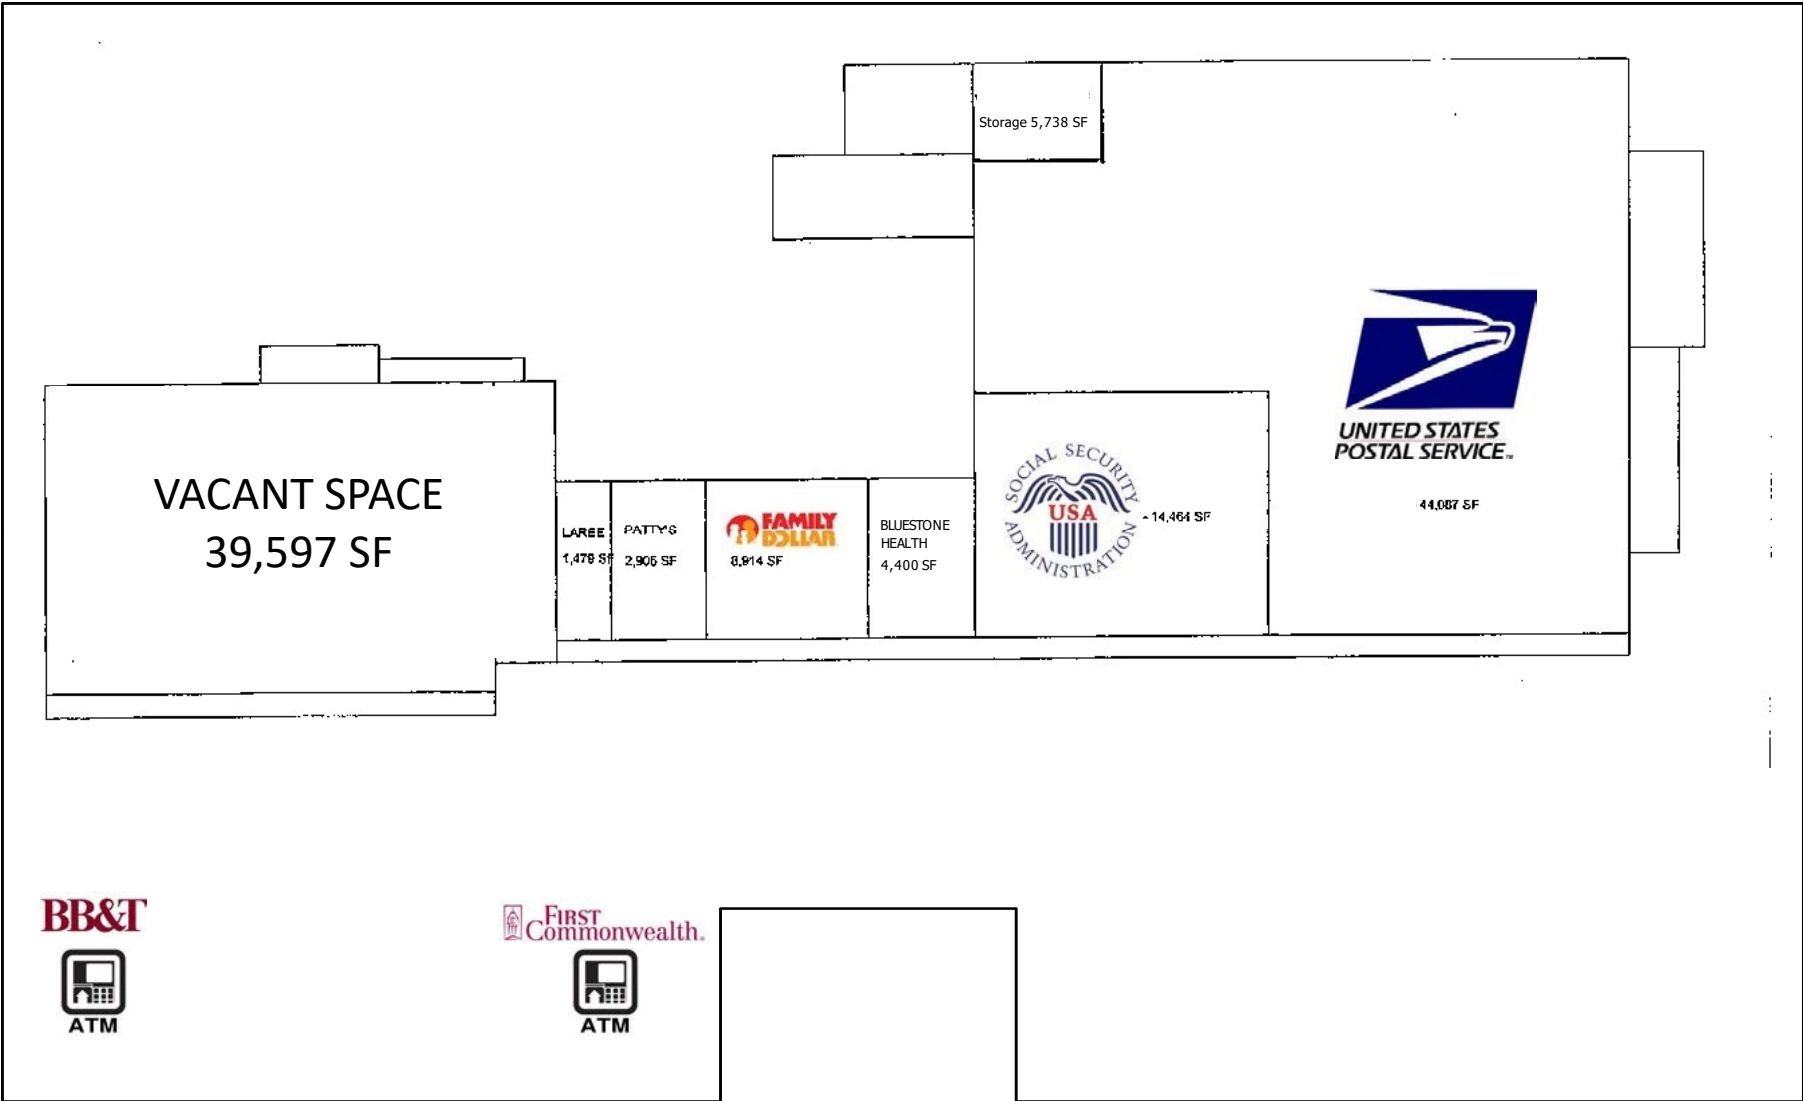 Storage 5,738 SF
UNITED STATES
POSTAL SERVICE
TM
VACANT SPACE
39,597 SF
LAREE
1,479 SF
PATTY'S
2,905 SF
FAMILY
DOLLAR
8,914 SF
BLUESTONE
HEALTH
4,400 SF
SOCIAL SECURITY
USA
ADMINISTRATION
14,464 SF
44,087 SF
BB&T
ATM
FIRST
Commonwealth.
ATM